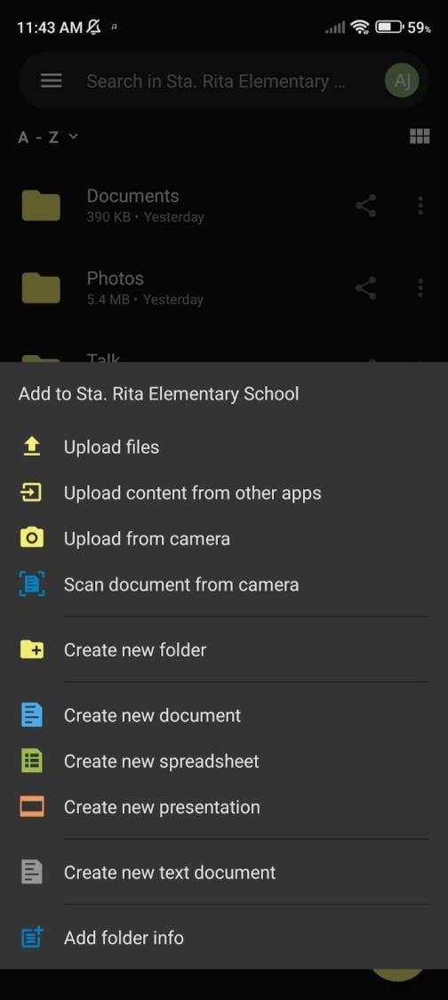 11:43 AM
59%
Search in Sta. Rita Elementary ...
AJ
A - Z
Documents
390 KB • Yesterday
Photos
5.4 MB • Yesterday
Talk
Add to Sta. Rita Elementary School
Upload files
Upload content from other apps
Upload from camera
Scan document from camera
Create new folder
Create new document
Create new spreadsheet
Create new presentation
Create new text document
Add folder info